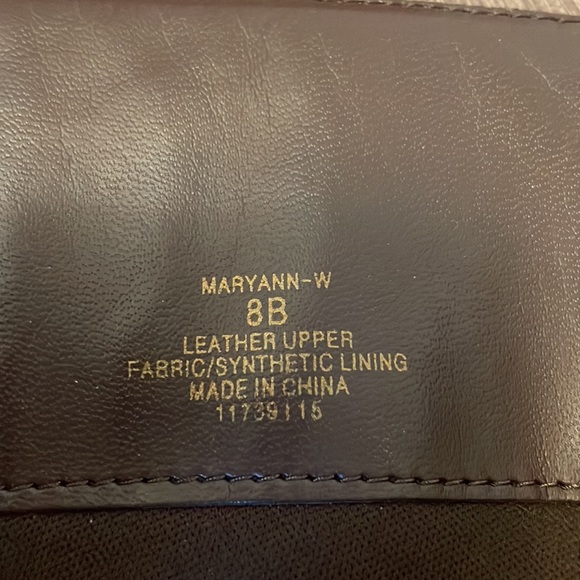 MARYANN-W
8B
LEATHER UPPER
FABRIC/SYNTHETIC LINING
MADE IN CHINA
11739115